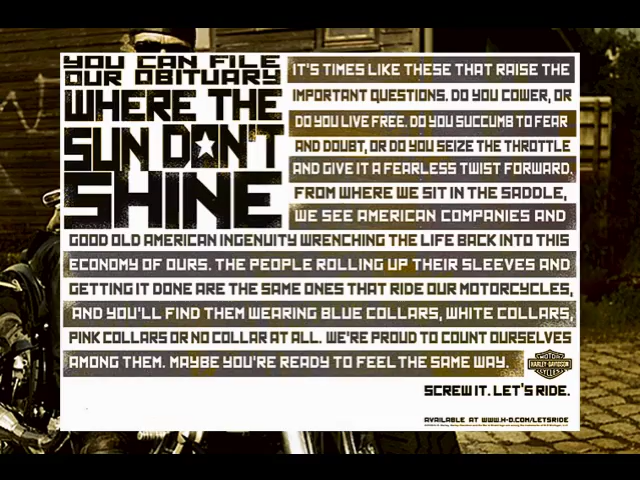 YOU CAN FILE
OUR OBITUARY
WHERE THE
SUN DON'T
SHINE
IT'S TIMES LIKE THESE THAT RAISE THE
IMPORTANT QUESTIONS. DO YOU COWER, OR
DO YOU LIVE FREE. DO YOU SUCCUMB TO FEAR
AND DOUBT, OR DO YOU SEIZE THE THROTTLE
AND GIVE IT A FEARLESS TWIST FORWARD.
FROM WHERE WE SIT IN THE SADDLE,
WE SEE AMERICAN COMPANIES AND
GOOD OLD AMERICAN INGENUITY WRENCHING THE LIFE BACK INTO THIS
ECONOMY OF OURS. THE PEOPLE ROLLING UP THEIR SLEEVES AND
GETTING IT DONE ARE THE SAME ONES THAT RIDE OUR MOTORCYCLES,
AND YOU'LL FIND THEM WEARING BLUE COLLARS, WHITE COLLARS,
PINK COLLARS OR NO COLLAR AT ALL. WE'RE PROUD TO COUNT OURSELVES
AMONG THEM. MAYBE YOU'RE READY TO FEEL THE SAME WAY.
MOTOR
HARLEY-DAVIDSON
CYCLES
SCREW IT. LET'S RIDE.
AVAILABLE AT WWW.H-D.COM/LETSRIDE